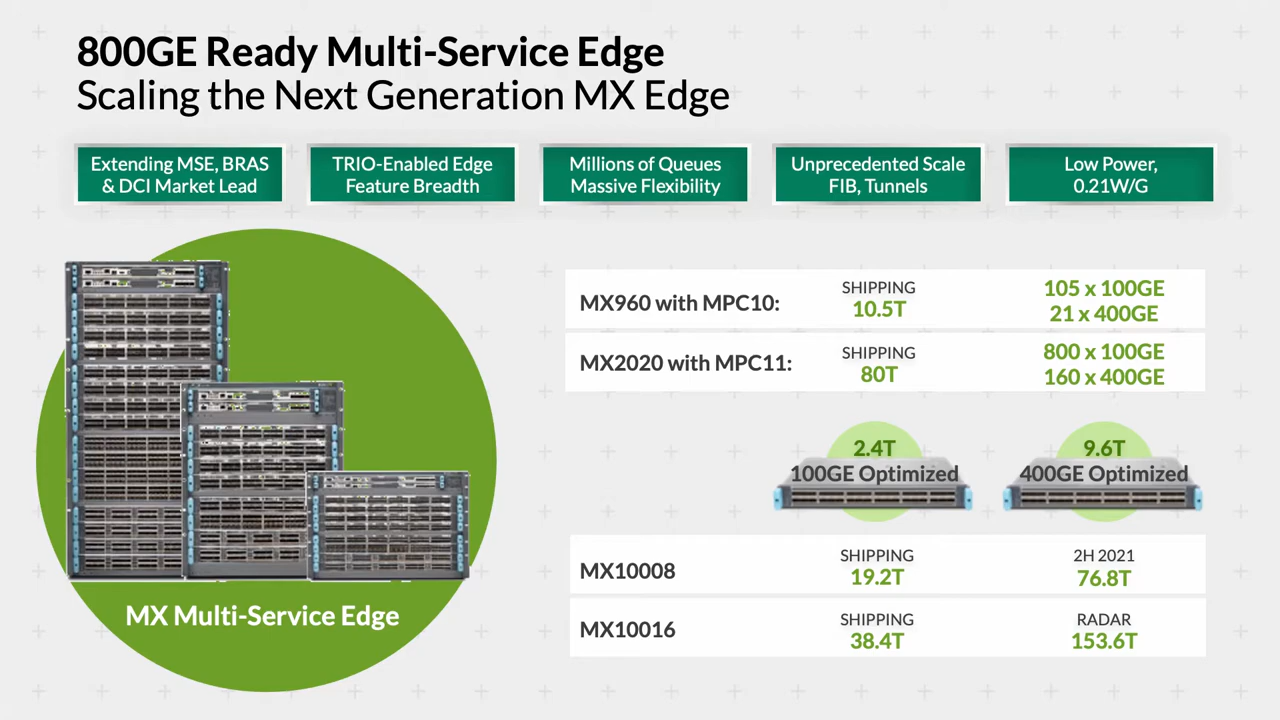 800GE Ready Multi-Service Edge
Scaling the Next Generation MX Edge
Extending MSE, BRAS
& DCI Market Lead
TRIO-Enabled Edge
Feature Breadth
Millions of Queues
Massive Flexibility
Unprecedented Scale
FIB, Tunnels
Low Power,
0.21W/G
MX Multi-Service Edge
MX960 with MPC10:
SHIPPING
10.5T
105 x 100GE
21 x 400GE
MX2020 with MPC11:
SHIPPING
80T
800 x 100GE
160 x 400GE
2.4T
100GE Optimized
9.6T
400GE Optimized
MX10008
SHIPPING
19.2T
2H 2021
76.8T
MX10016
SHIPPING
38.4T
RADAR
153.6T